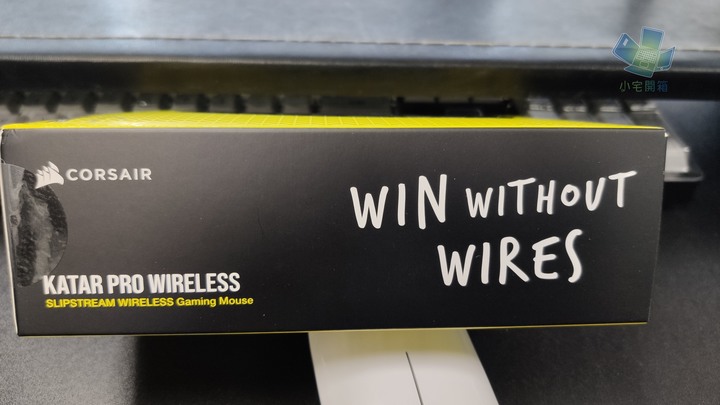 小宅開箱
CORSAIR
WIN WITHOUT
WIRES
KATAR PRO WIRELESS
SLIPSTREAM WIRELESS Gaming Mouse